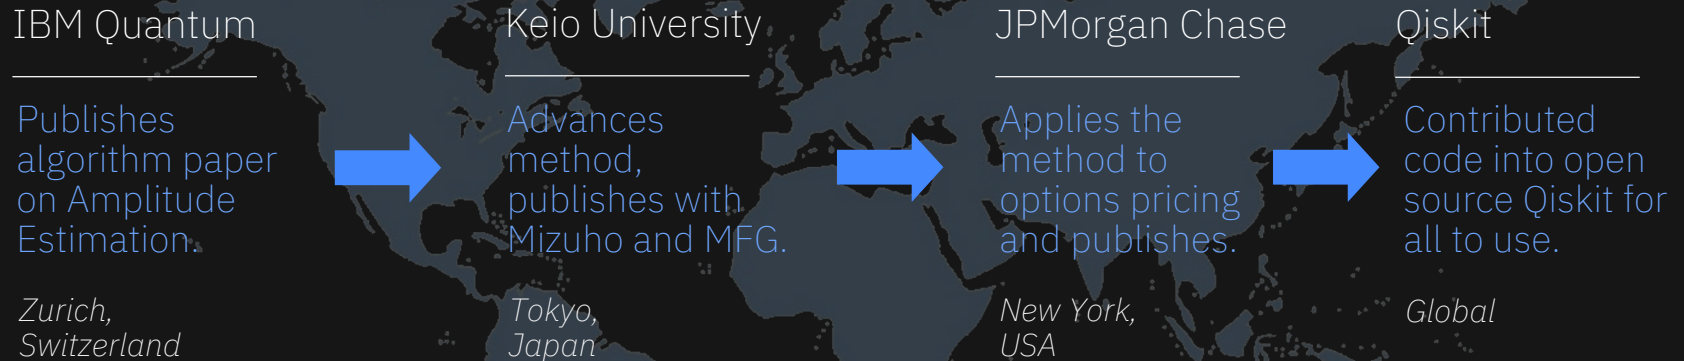 IBM Quantum
Publishes
algorithm paper
on Amplitude
Estimation.
Zurich,
Switzerland
Keio University
Advances
method,
publishes with
Mizuho and MFG.
Tokyo,
Japan
JPMorgan Chase
Applies the
method to
options pricing
and publishes.
New York,
USA
Qiskit
Contributed
code into open
source Qiskit for
all to use.
Global